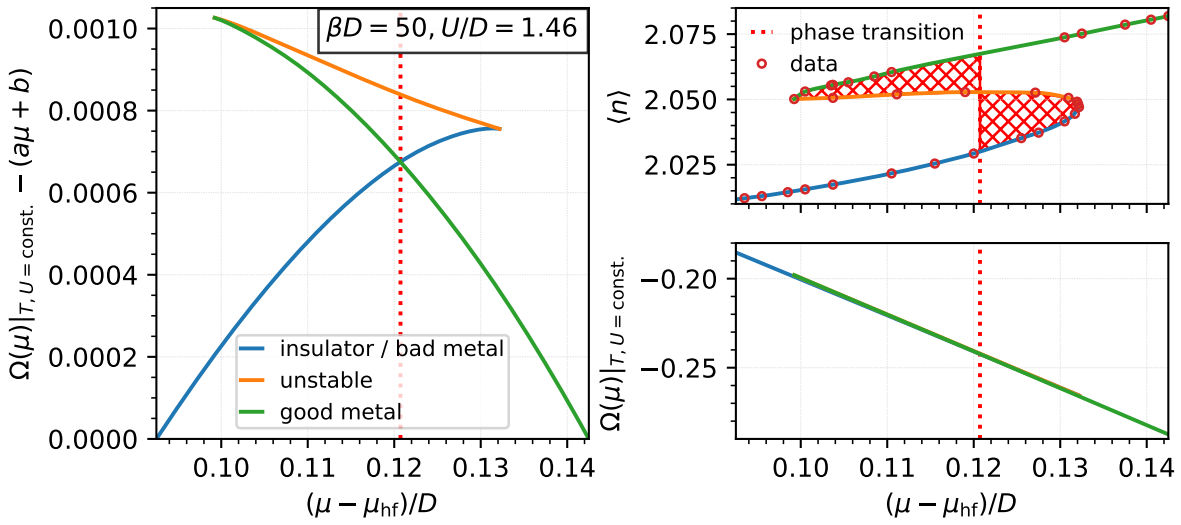 Ω(μ)|T, U = const. − (aμ + b)
0.0010
0.0008
0.0006
0.0004
0.0002
0.0000
βD = 50, U/D = 1.46
insulator / bad metal
unstable
good metal
0.10 0.11 0.12 0.13 0.14
(μ − μhf)/D
⟨n⟩
2.075
2.050
2.025
phase transition
data
Ω(μ)|T, U = const.
−0.20
−0.25
0.10 0.11 0.12 0.13 0.14
(μ − μhf)/D